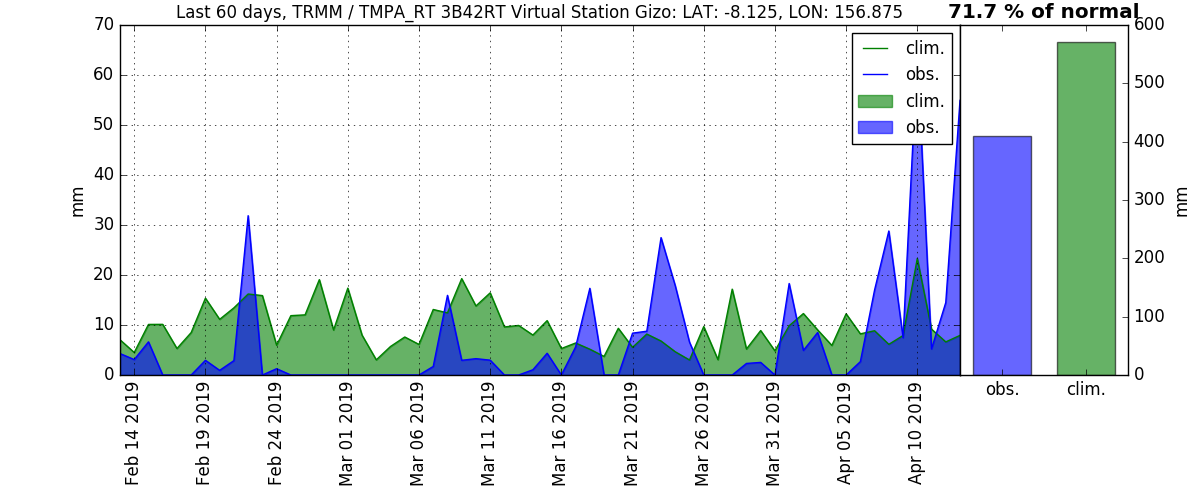 Last 60 days, TRMM / TMPA_RT 3B42RT Virtual Station Gizo: LAT: -8.125, LON: 156.875
71.7 % of normal
70
60
50
40
30
20
10
0
mm
clim.
obs.
clim.
obs.
600
500
400
300
200
100
0
mm
Feb 14 2019
Feb 19 2019
Feb 24 2019
Mar 01 2019
Mar 06 2019
Mar 11 2019
Mar 16 2019
Mar 21 2019
Mar 26 2019
Mar 31 2019
Apr 05 2019
Apr 10 2019
obs.
clim.